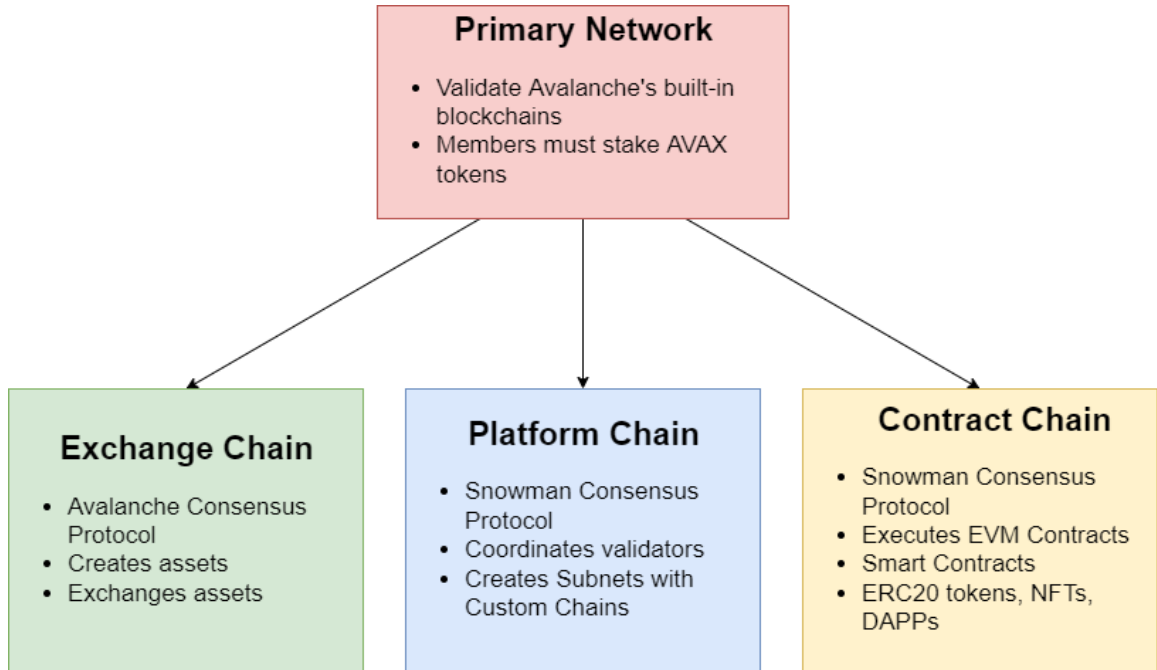 Primary Network
• Validate Avalanche's built-in
blockchains
• Members must stake AVAX
tokens
Exchange Chain
• Avalanche Consensus
Protocol
• Creates assets
• Exchanges assets
Platform Chain
• Snowman Consensus
Protocol
• Coordinates validators
• Creates Subnets with
Custom Chains
Contract Chain
• Snowman Consensus
Protocol
• Executes EVM Contracts
• Smart Contracts
• ERC20 tokens, NFTs,
DAPPs